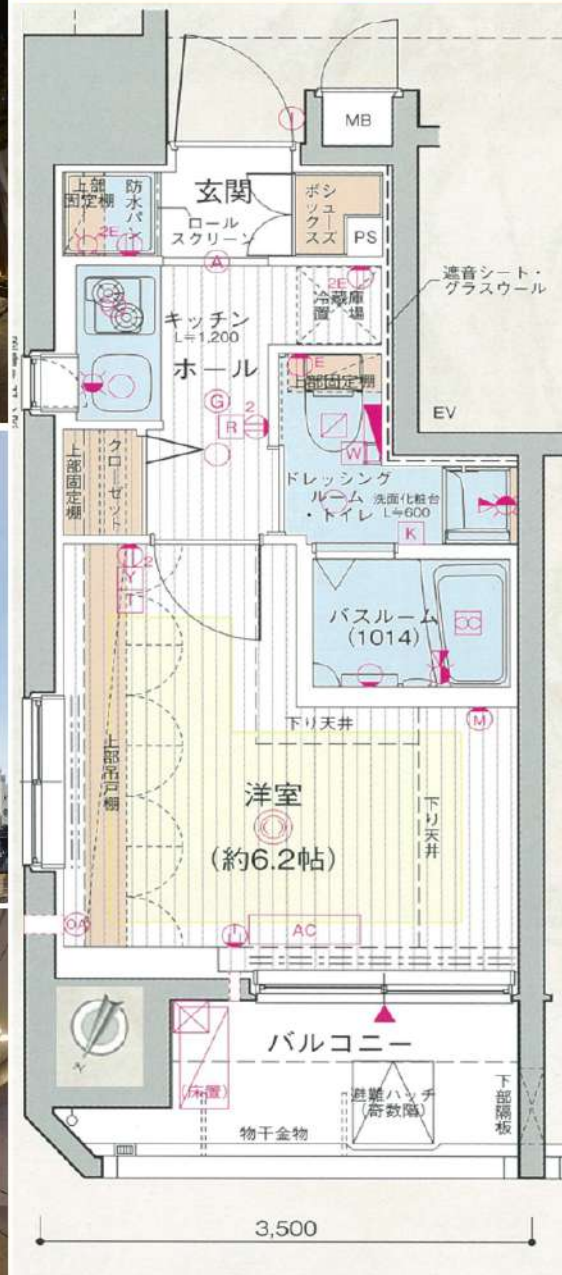 MB
上部
固定棚
防水パン
2E
玄関
ロール
スクリーン
シューズ
ボックス
PS
A
遮音シート・
グラスウール
2E
冷蔵庫
置場
キッチン
L=1,200
ホール
E
上部固定棚
G
R
2
W
EV
上部固定棚
クローゼット
ドレッシング
ルーム
・トイレ
洗面化粧台
L=600
K
2
Y
T
バスルーム
(1014)
M
下り天井
上部吊戸棚
洋室
(約6.2帖)
下り天井
AC
N
バルコニー
(床置)
避難ハッチ
(奇数階)
下部隔板
物干金物
3,500